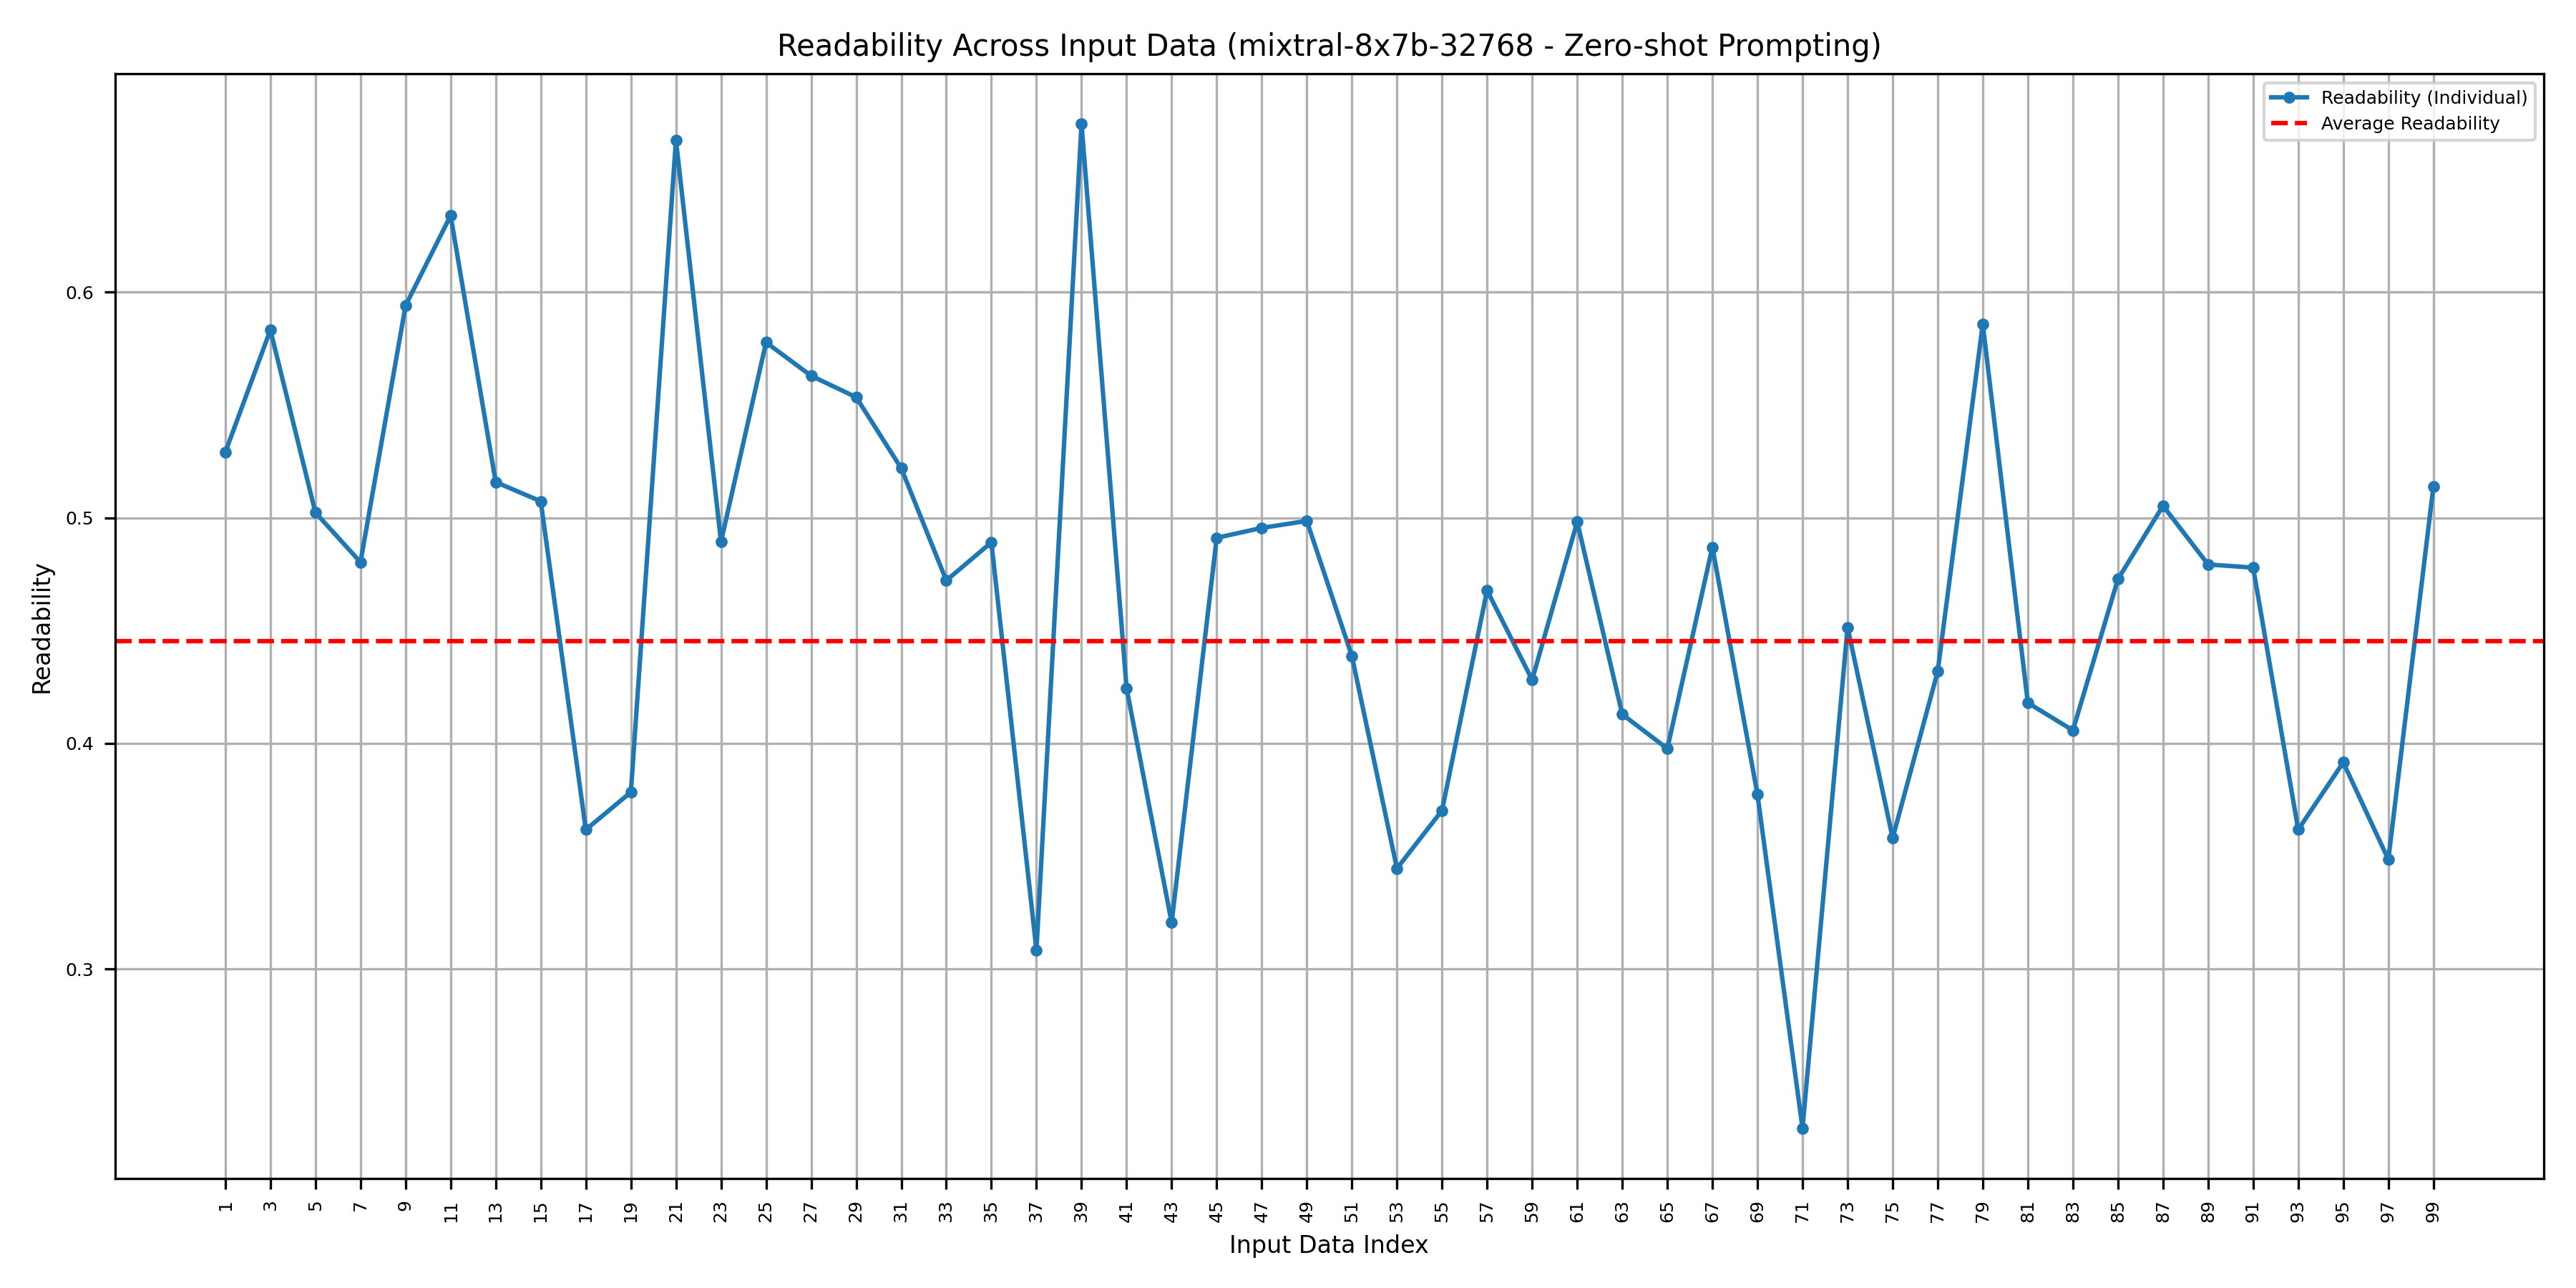 Readability Across Input Data (mixtral-8x7b-32768 - Zero-shot Prompting)
Readability (Individual)
Average Readability
Readability
0.6
0.5
0.4
0.3
1 3 5 7 9 11 13 15 17 19 21 23 25 27 29 31 33 35 37 39 41 43 45 47 49 51 53 55 57 59 61 63 65 67 69 71 73 75 77 79 81 83 85 87 89 91 93 95 97 99
Input Data Index